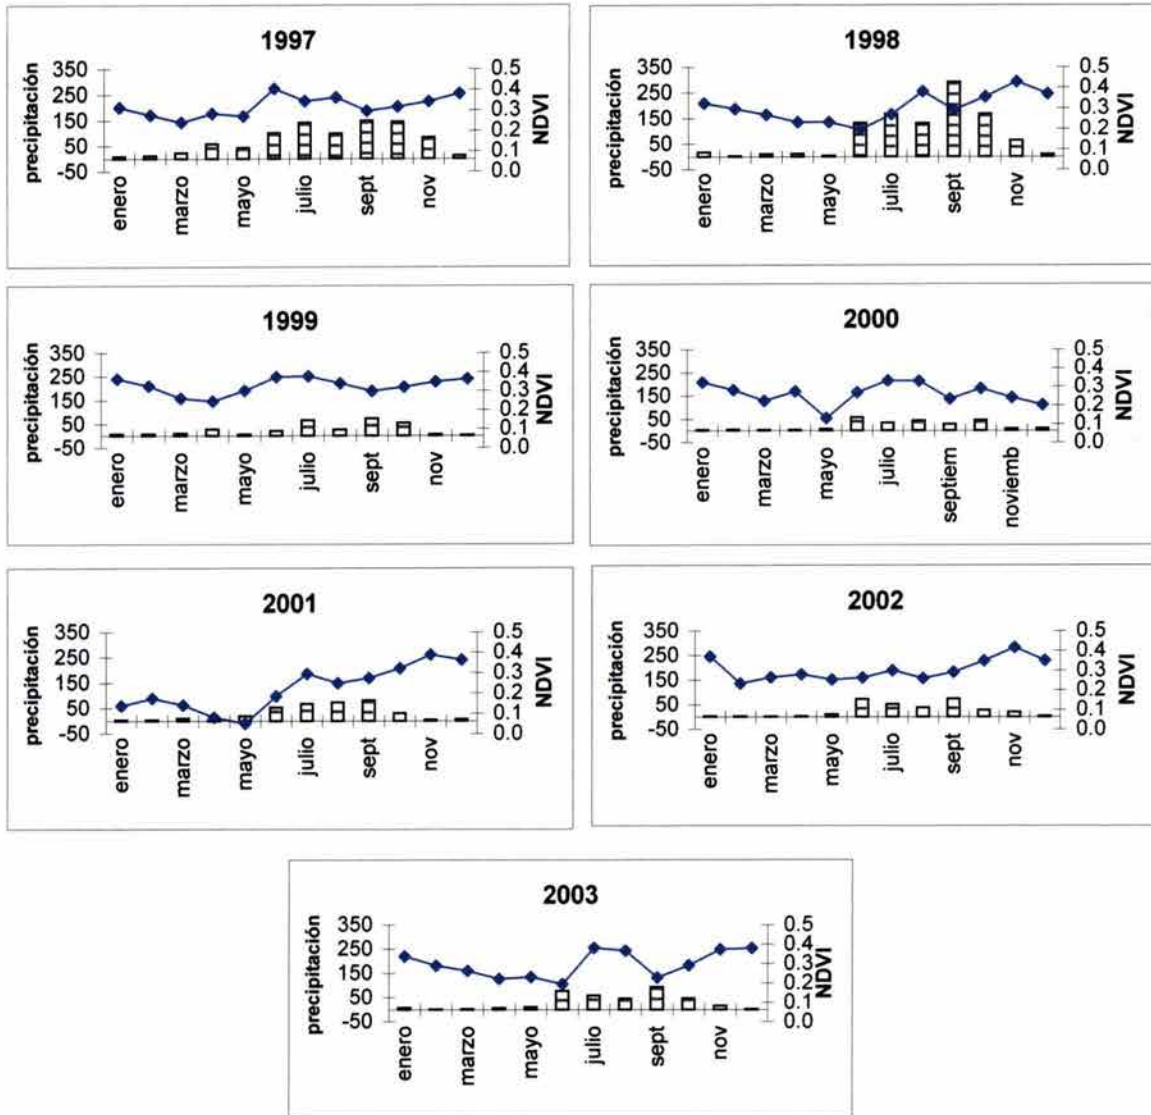 1997
precipitación
350
250
150
50
-50
0.5
0.4
0.3
0.2
0.1
0.0
NDVI
enero
marzo
mayo
julio
sept
nov
1998
precipitación
350
250
150
50
-50
0.5
0.4
0.3
0.2
0.1
0.0
NDVI
enero
marzo
mayo
julio
sept
nov
1999
precipitación
350
250
150
50
-50
0.5
0.4
0.3
0.2
0.1
0.0
NDVI
enero
marzo
mayo
julio
sept
nov
2000
precipitación
350
250
150
50
-50
0.5
0.4
0.3
0.2
0.1
0.0
NDVI
enero
marzo
mayo
julio
septiem
noviemb
2001
precipitación
350
250
150
50
-50
0.5
0.4
0.3
0.2
0.1
0.0
NDVI
enero
marzo
mayo
julio
sept
nov
2002
precipitación
350
250
150
50
-50
0.5
0.4
0.3
0.2
0.1
0.0
NDVI
enero
marzo
mayo
julio
sept
nov
2003
precipitación
350
250
150
50
-50
0.5
0.4
0.3
0.2
0.1
0.0
NDVI
enero
marzo
mayo
julio
sept
nov